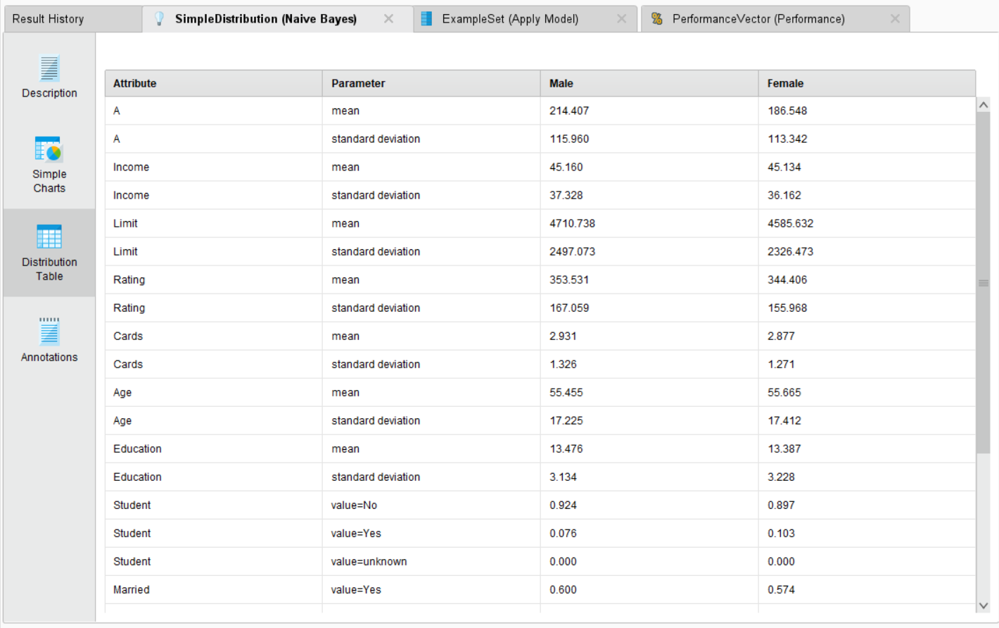 Result History SimpleDistribution (Naive Bayes) ExampleSet (Apply Model) PerformanceVector (Performance)
Description
Simple
Charts
Distribution
Table
Annotations
Attribute Parameter Male Female
A mean 214.407 186.548
A standard deviation 115.960 113.342
Income mean 45.160 45.134
Income standard deviation 37.328 36.162
Limit mean 4710.738 4585.632
Limit standard deviation 2497.073 2326.473
Rating mean 353.531 344.406
Rating standard deviation 167.059 155.968
Cards mean 2.931 2.877
Cards standard deviation 1.326 1.271
Age mean 55.455 55.665
Age standard deviation 17.225 17.412
Education mean 13.476 13.387
Education standard deviation 3.134 3.228
Student value=No 0.924 0.897
Student value=Yes 0.076 0.103
Student value=unknown 0.000 0.000
Married value=Yes 0.600 0.574